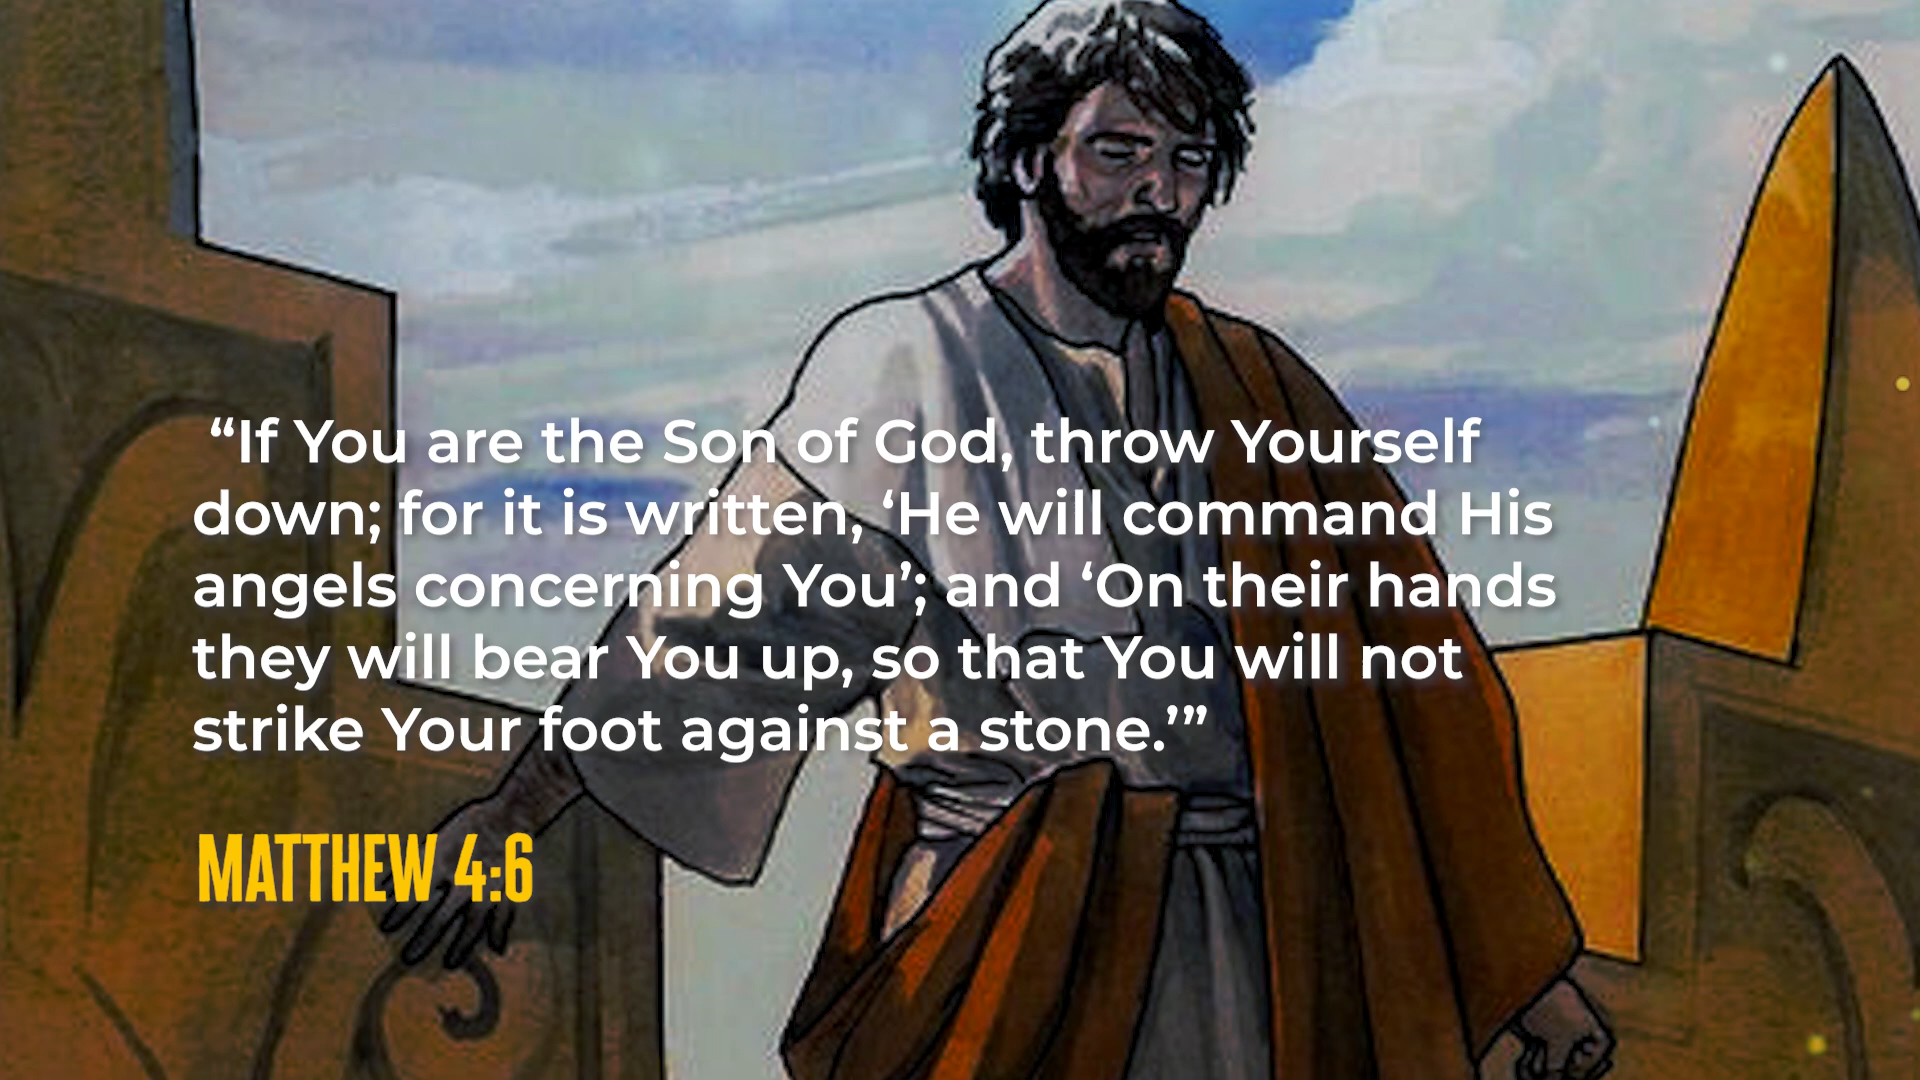 “If You are the Son of God, throw Yourself
down; for it is written, ‘He will command His
angels concerning You’; and ‘On their hands
they will bear You up, so that You will not
strike Your foot against a stone.’”
MATTHEW 4:6